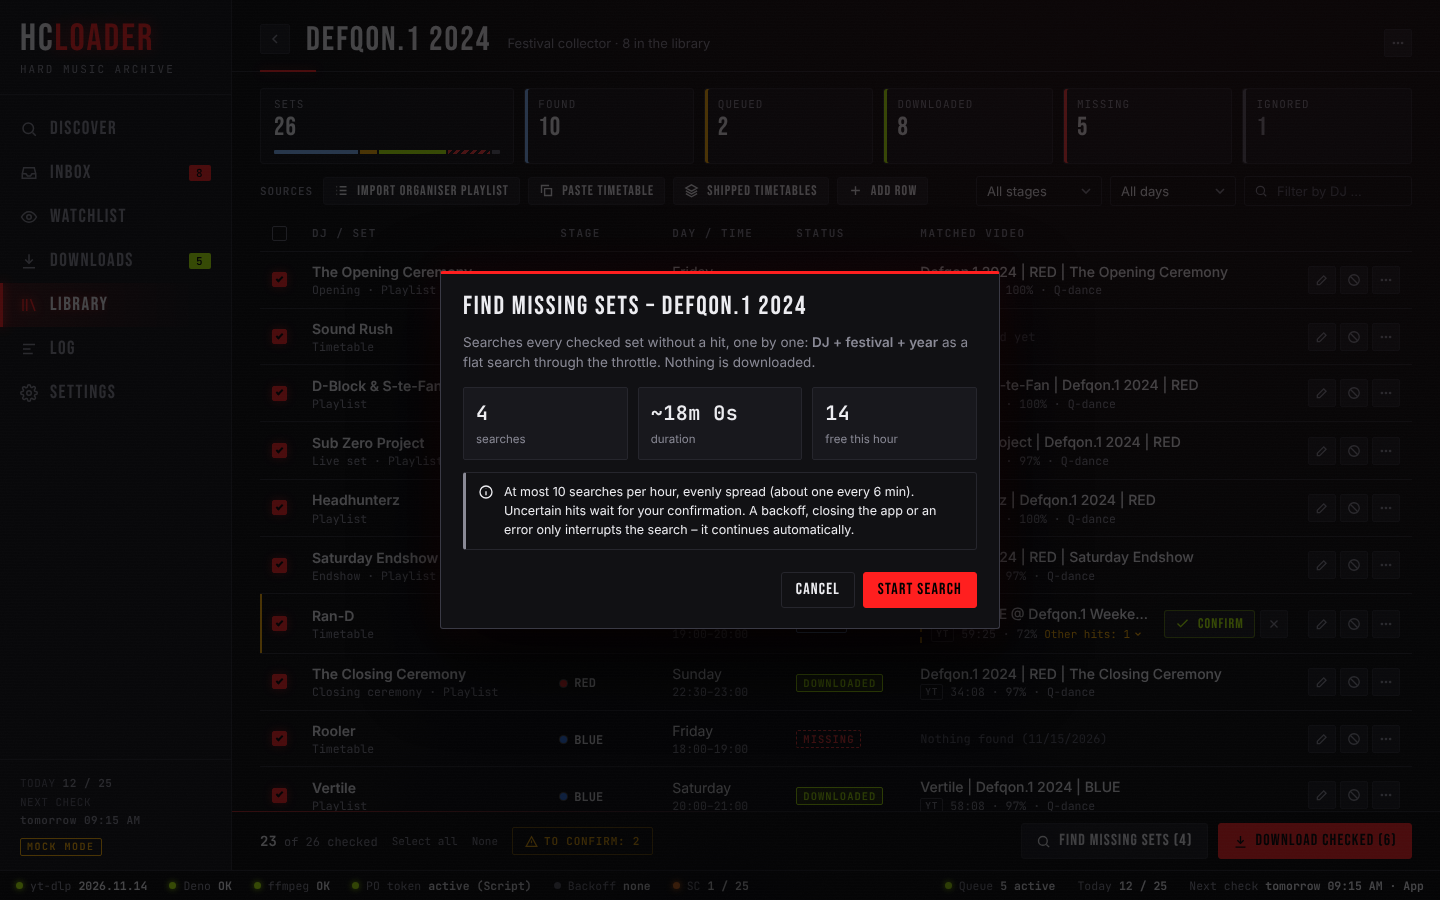 HCLOADER
HARD MUSIC ARCHIVE
DISCOVER
INBOX 8
WATCHLIST
DOWNLOADS 5
LIBRARY
LOG
SETTINGS
TODAY 12 / 25
NEXT CHECK
tomorrow 09:15 AM
MOCK MODE
DEFQON.1 2024 Festival collector · 8 in the library
SETS FOUND QUEUED DOWNLOADED MISSING IGNORED
26 10 2 8 5 1
SOURCES IMPORT ORGANISER PLAYLIST PASTE TIMETABLE SHIPPED TIMETABLES ADD ROW All stages All days Filter by DJ ...
DJ / SET STAGE DAY / TIME STATUS MATCHED VIDEO
The Opening Ceremony Friday Defqon.1 2024 | RED | The Opening Ceremony
Opening · Playlist 100% · Q-dance
Sound Rush
Timetable yet
D-Block & S-te-Fan -te-Fan | Defqon.1 2024 | RED
Playlist · 100% · Q-dance
Sub Zero Project oject | Defqon.1 2024 | RED
Live set · Playlist · 97% · Q-dance
Headhunterz z | Defqon.1 2024 | RED
Playlist · 100% · Q-dance
Saturday Endshow 24 | RED | Saturday Endshow
Endshow · Playlist 97% · Q-dance
Ran-D E @ Defqon.1 Weeke... CONFIRM
Timetable 19:00–20:00 YT 59:25 · 72% Other hits: 1
The Closing Ceremony RED Sunday DOWNLOADED Defqon.1 2024 | RED | The Closing Ceremony
Closing ceremony · Playlist 22:30–23:00 YT 34:08 · 97% · Q-dance
Rooler BLUE Friday MISSING Nothing found (11/15/2026)
Timetable 18:00–19:00
Vertile BLUE Saturday DOWNLOADED Vertile | Defqon.1 2024 | BLUE
Playlist 20:00–21:00 YT 58:08 · 97% · Q-dance
FIND MISSING SETS – DEFQON.1 2024
Searches every checked set without a hit, one by one: DJ + festival + year as a
flat search through the throttle. Nothing is downloaded.
4 ~18m 0s 14
searches duration free this hour
At most 10 searches per hour, evenly spread (about one every 6 min).
Uncertain hits wait for your confirmation. A backoff, closing the app or an
error only interrupts the search – it continues automatically.
CANCEL START SEARCH
23 of 26 checked Select all None TO CONFIRM: 2 FIND MISSING SETS (4) DOWNLOAD CHECKED (6)
yt-dlp 2026.11.14 Deno OK ffmpeg OK PO token active (Script) Backoff none SC 1 / 25 Queue 5 active Today 12 / 25 Next check tomorrow 09:15 AM · App